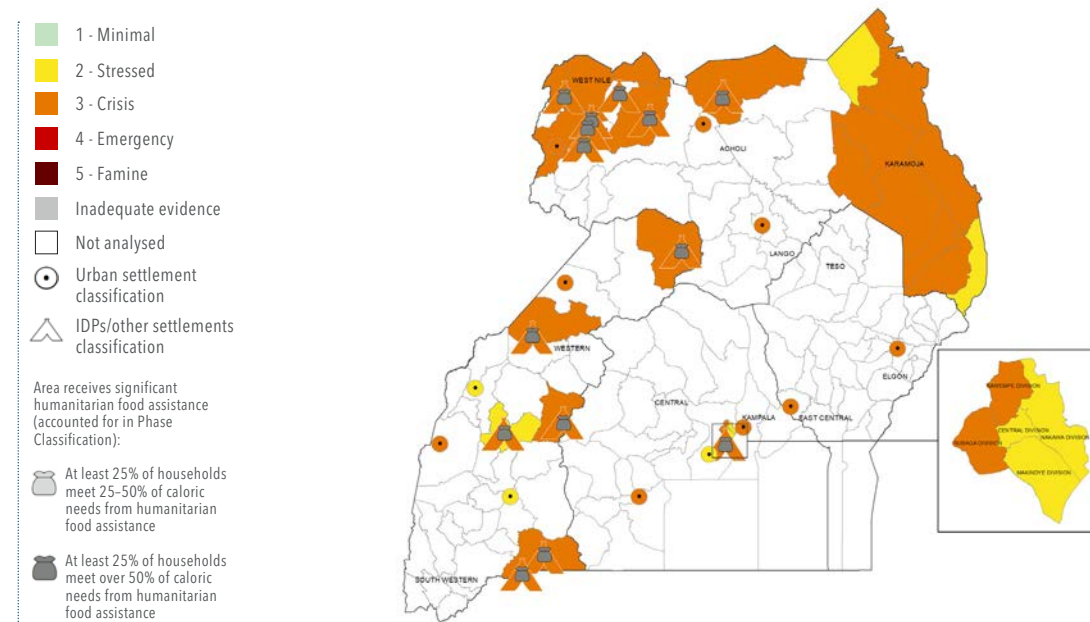 1 - Minimal
2 - Stressed
3 - Crisis
4 - Emergency
5 - Famine
Inadequate evidence
Not analysed
Urban settlement
classification
IDPs/other settlements
classification
Area receives significant
humanitarian food assistance
(accounted for in Phase
Classification):
At least 25% of households
meet 25–50% of caloric
needs from humanitarian
food assistance
At least 25% of households
meet over 50% of caloric
needs from humanitarian
food assistance
WEST NILE
ACHOLI
KARAMOJA
LANGO
TESO
WESTERN
ELGON
CENTRAL
KAMPALA
EAST CENTRAL
SOUTH WESTERN
KAWEMPE DIVISION
CENTRAL DIVISION
NAKAWA DIVISION
RUBAGA DIVISION
MAKINDYE DIVISION